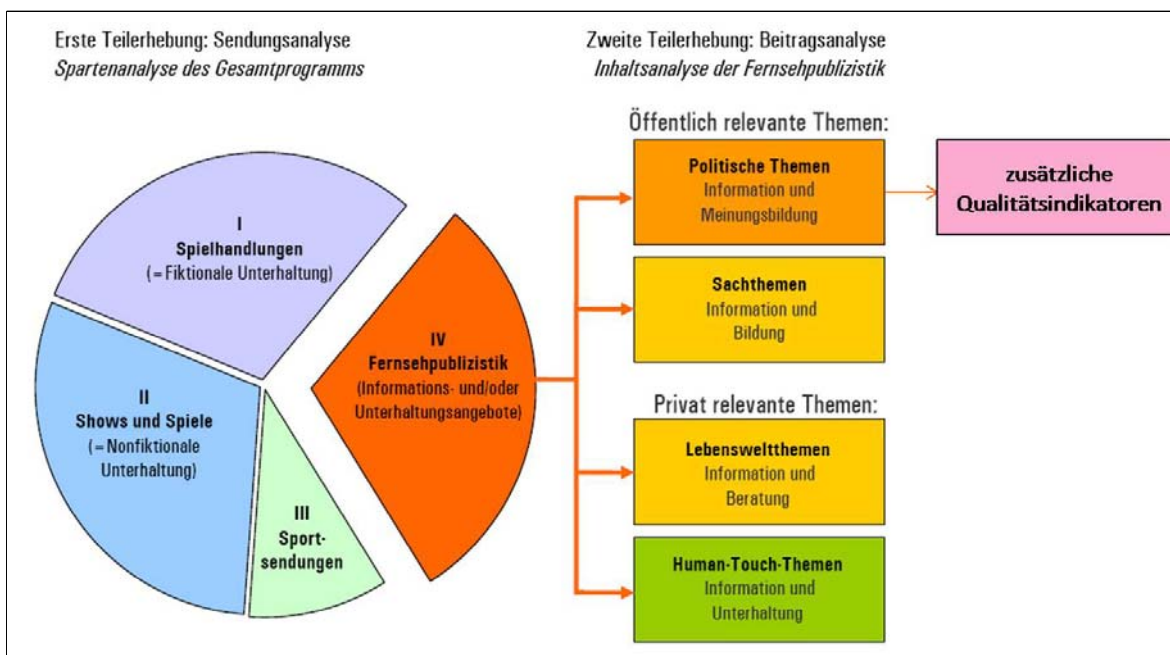 Erste Teilerhebung: Sendungsanalyse
Spartenanalyse des Gesamtprogramms
Zweite Teilerhebung: Beitragsanalyse
Inhaltsanalyse der Fernsehpublizistik
I
Spielhandlungen
(= Fiktionale Unterhaltung)
II
Shows und Spiele
(= Nonfiktionale
Unterhaltung)
III
Sport-
sendungen
IV
Fernsehpublizistik
(Informations- und/oder
Unterhaltungsangebote)
Öffentlich relevante Themen:
Politische Themen
Information und
Meinungsbildung
zusätzliche
Qualitätsindikatoren
Sachthemen
Information und
Bildung
Privat relevante Themen:
Lebensweltthemen
Information und
Beratung
Human-Touch-Themen
Information und
Unterhaltung